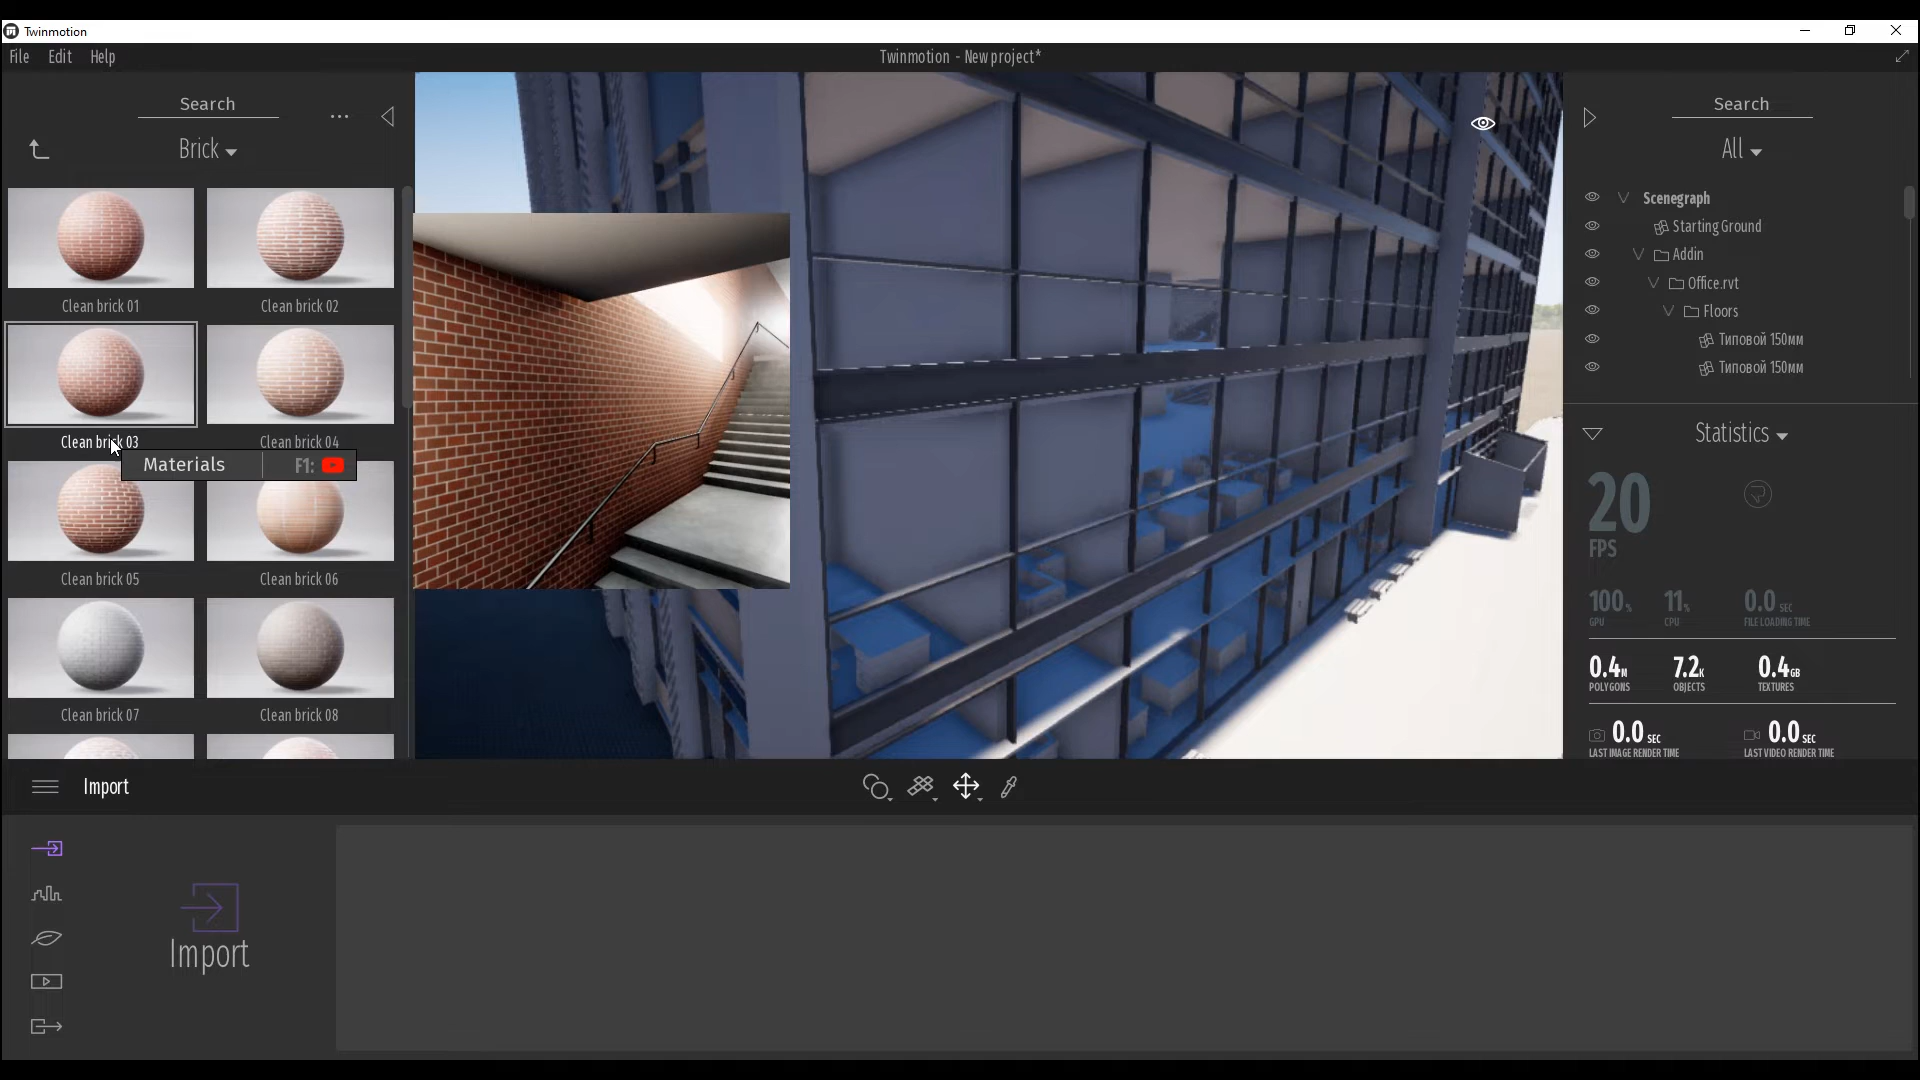 Twinmotion
File Edit Help
Twinmotion - New project*
Search
...
Brick
Clean brick 01
Clean brick 02
Clean brick 03
Clean brick 04
Materials F1:
Clean brick 05
Clean brick 06
Clean brick 07
Clean brick 08
Search
All
Scenegraph
Starting Ground
Addin
Office.rvt
Floors
Типовой 150мм
Типовой 150мм
Statistics
20
FPS
100 % 11 % 0.0 SEC
GPU CPU FILE LOADING TIME
0.4 M 7.2 K 0.4 GB
POLYGONS OBJECTS TEXTURES
0.0 SEC 0.0 SEC
LAST IMAGE RENDER TIME LAST VIDEO RENDER TIME
Import
Import